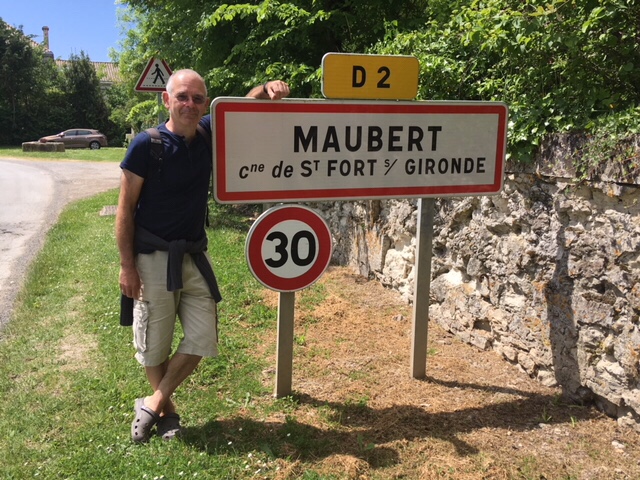 D 2
MAUBERT
cne DE ST FORT s/ GIRONDE
30